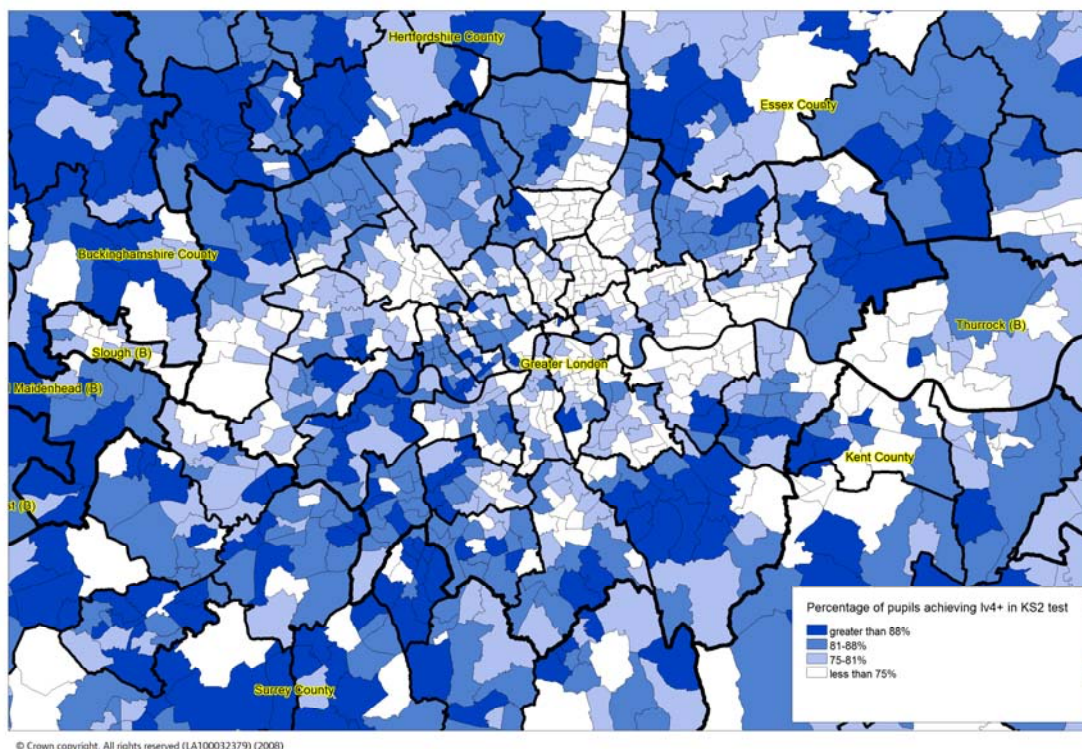 Hertfordshire County
Essex County
Buckinghamshire County
Thurrock (B)
Slough (B)
Greater London
Maidenhead (B)
Kent County
(B)
Surrey County
Percentage of pupils achieving lv4+ in KS2 test
greater than 88%
81-88%
75-81%
less than 75%
© Crown copyright. All rights reserved (LA100032379) (2008)